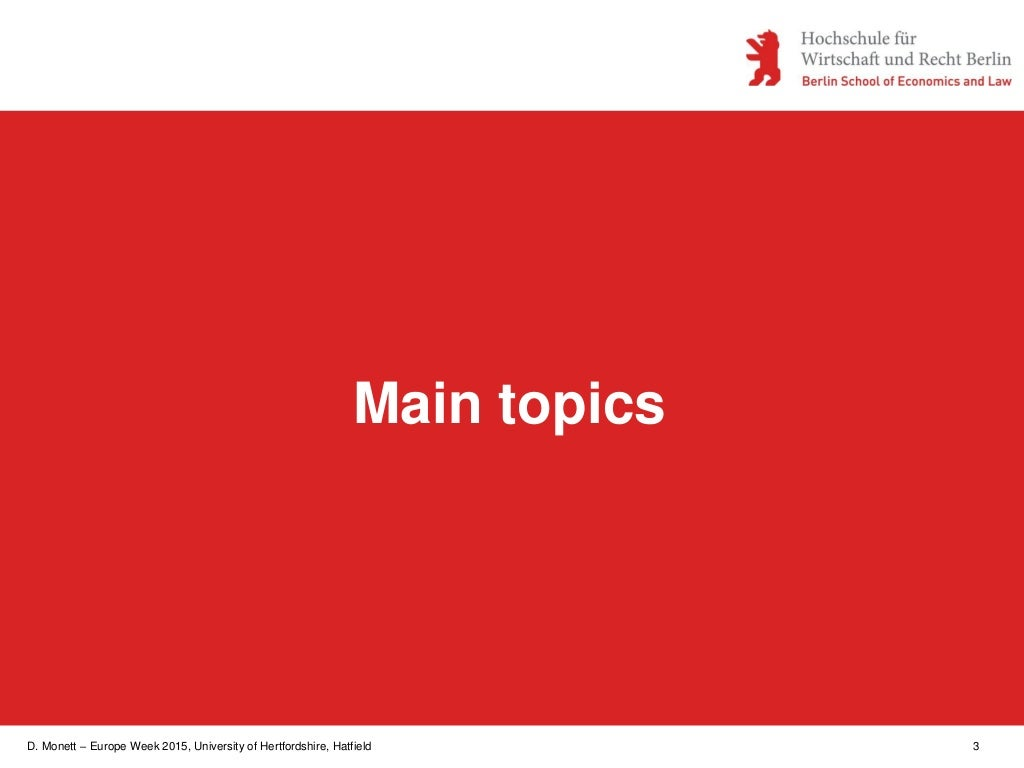 Hochschule für
Wirtschaft und Recht Berlin
Berlin School of Economics and Law
Main topics
D. Monett – Europe Week 2015, University of Hertfordshire, Hatfield
3